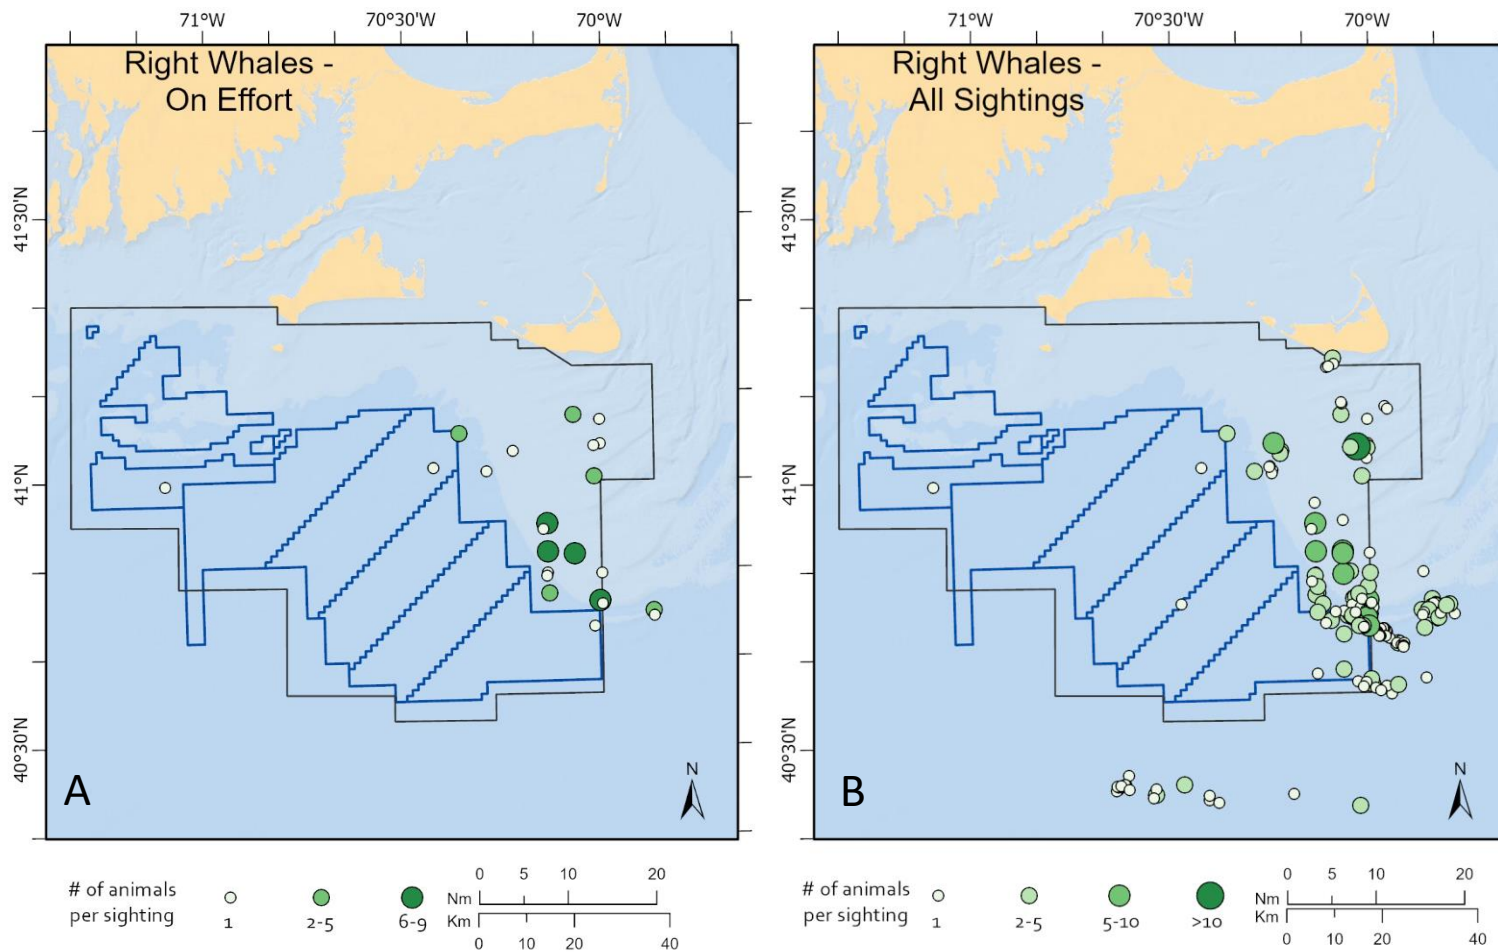 71°W 70°30'W 70°W
Right Whales -
On Effort
41°30'N
41°N
40°30'N
A
N
# of animals
per sighting
1 2-5 6-9
0 5 10 20
Nm
Km
0 10 20 40
71°W 70°30'W 70°W
Right Whales -
All Sightings
41°30'N
41°N
40°30'N
B
N
# of animals
per sighting
1 2-5 5-10 >10
0 5 10 20
Nm
Km
0 10 20 40